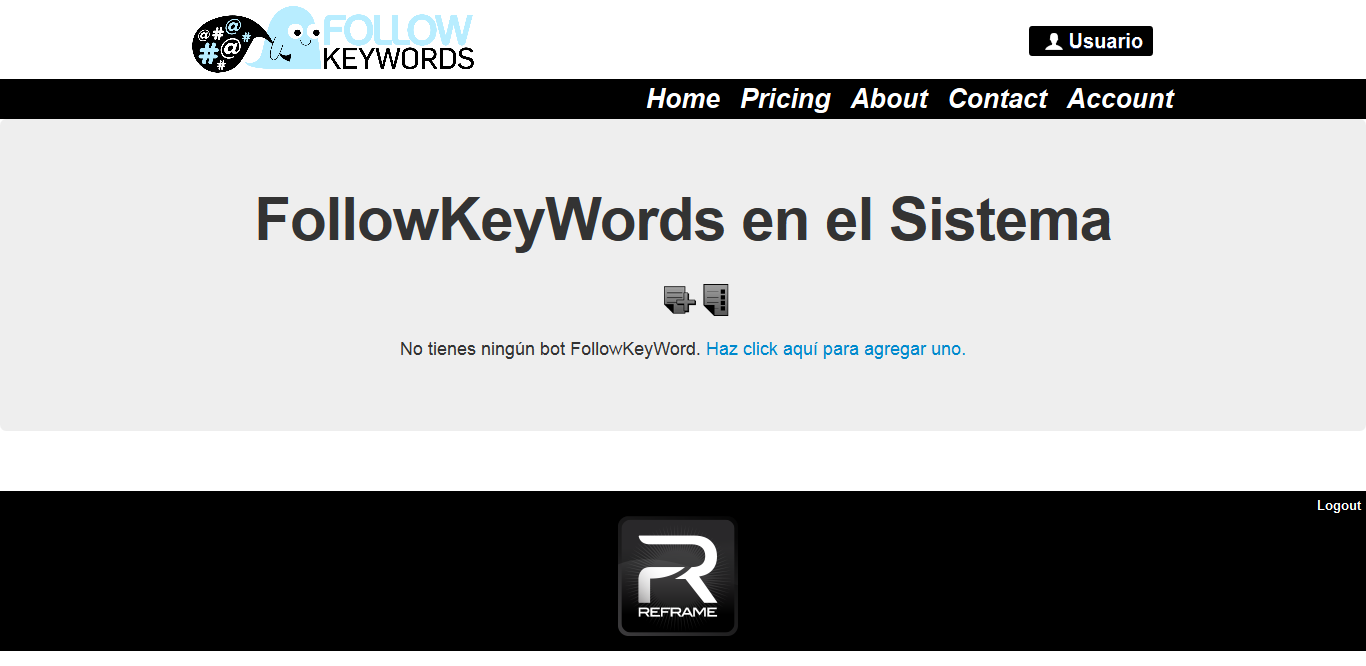 @#@#
#@#
FOLLOW
KEYWORDS
Usuario
Home Pricing About Contact Account
FollowKeyWords en el Sistema
No tienes ningún bot FollowKeyWord. Haz click aquí para agregar uno.
Logout
REFRAME